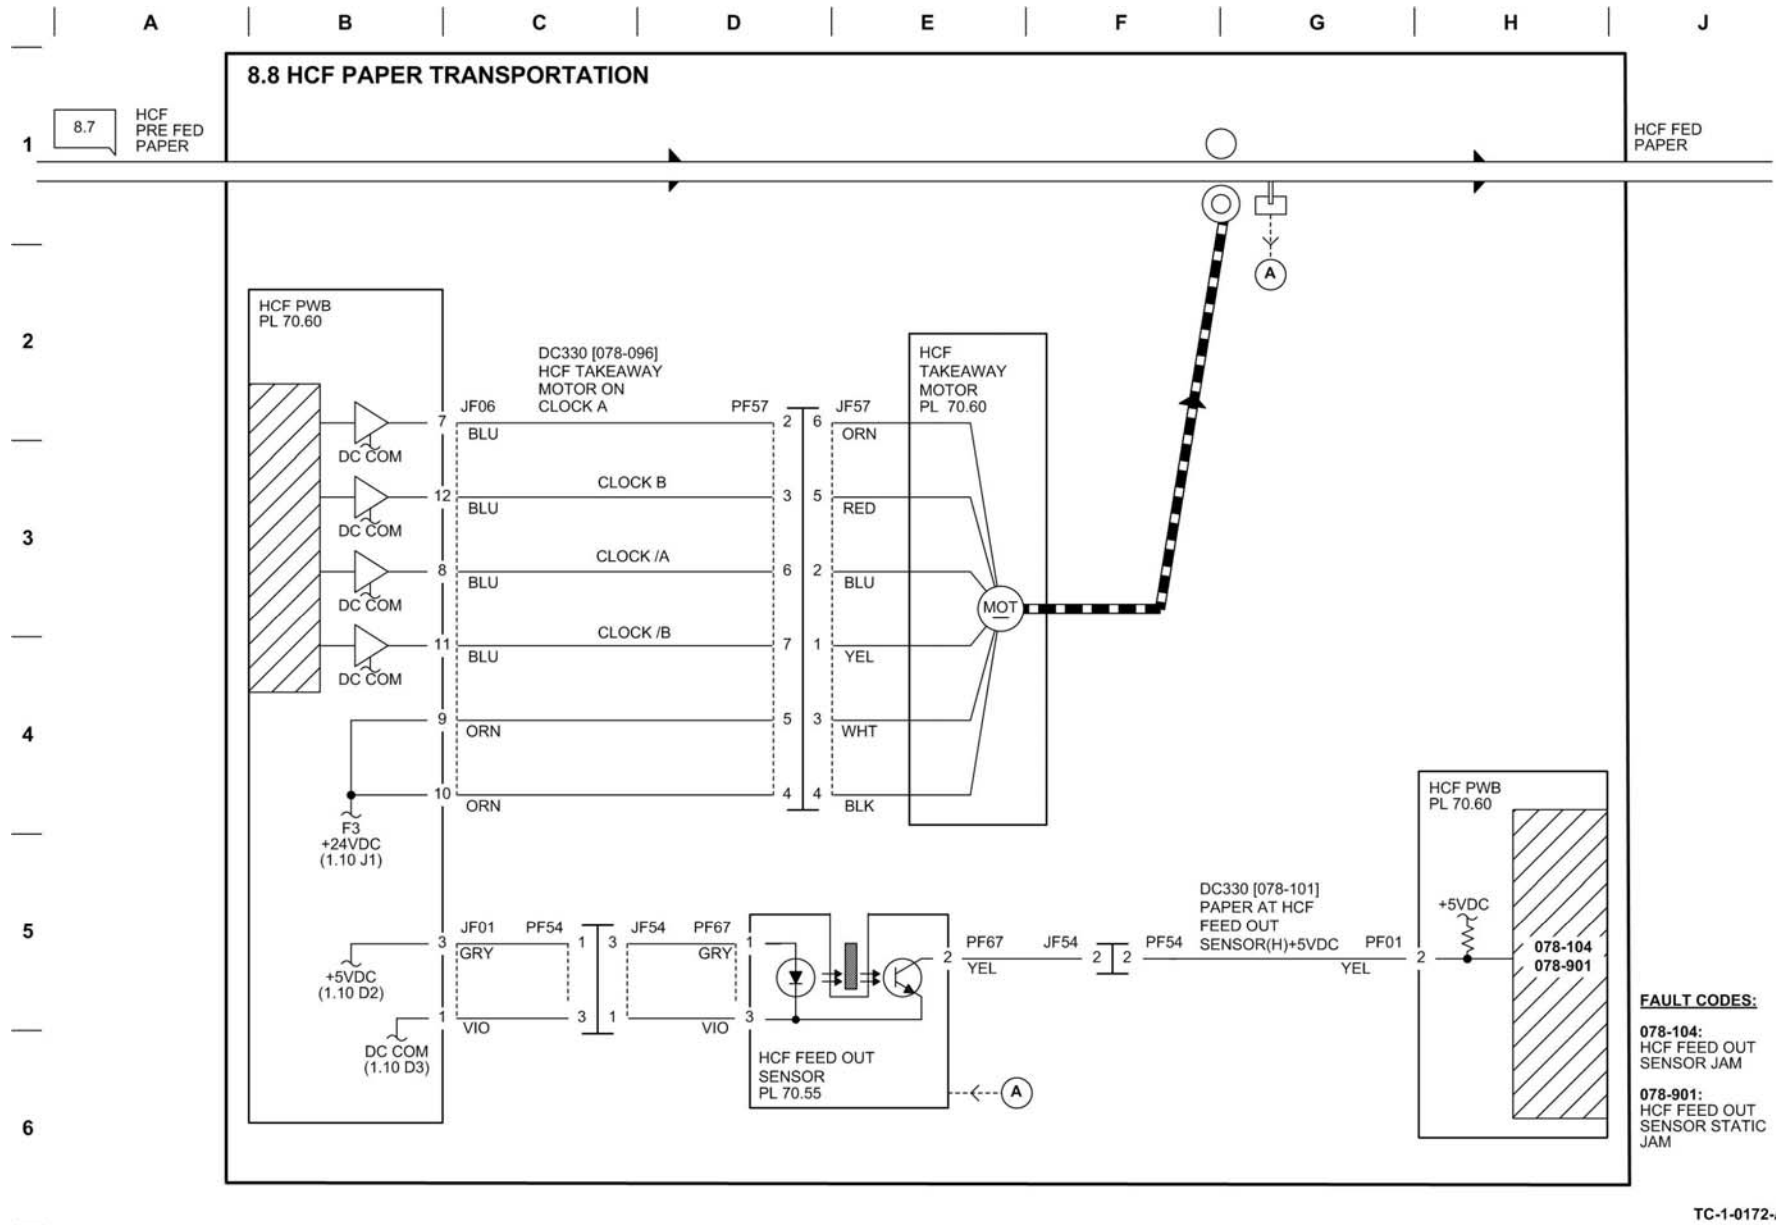 A B C D E F G H J
8.8 HCF PAPER TRANSPORTATION
8.7
HCF
PRE FED
PAPER
1
HCF FED
PAPER
A
2
HCF PWB
PL 70.60
DC330 [078-096]
HCF TAKEAWAY
MOTOR ON
CLOCK A
HCF
TAKEAWAY
MOTOR
PL 70.60
JF06
PF57
JF57
7
BLU
2
6
ORN
DC COM
CLOCK B
12
BLU
3
5
RED
DC COM
3
CLOCK /A
8
BLU
6
2
BLU
DC COM
MOT
CLOCK /B
11
BLU
7
1
YEL
DC COM
4
9
ORN
5
3
WHT
10
ORN
4
4
BLK
F3
+24VDC
(1.10 J1)
HCF PWB
PL 70.60
5
DC330 [078-101]
PAPER AT HCF
FEED OUT
SENSOR(H)+5VDC
+5VDC
JF01
PF54
JF54
PF67
3
GRY
1
3
GRY
1
PF67
2
YEL
JF54
2
2
PF54
PF01
YEL
2
078-104
078-901
+5VDC
(1.10 D2)
1
VIO
3
1
VIO
3
DC COM
(1.10 D3)
HCF FEED OUT
SENSOR
PL 70.55
A
6
FAULT CODES:
078-104:
HCF FEED OUT
SENSOR JAM
078-901:
HCF FEED OUT
SENSOR STATIC
JAM
TC-1-0172-